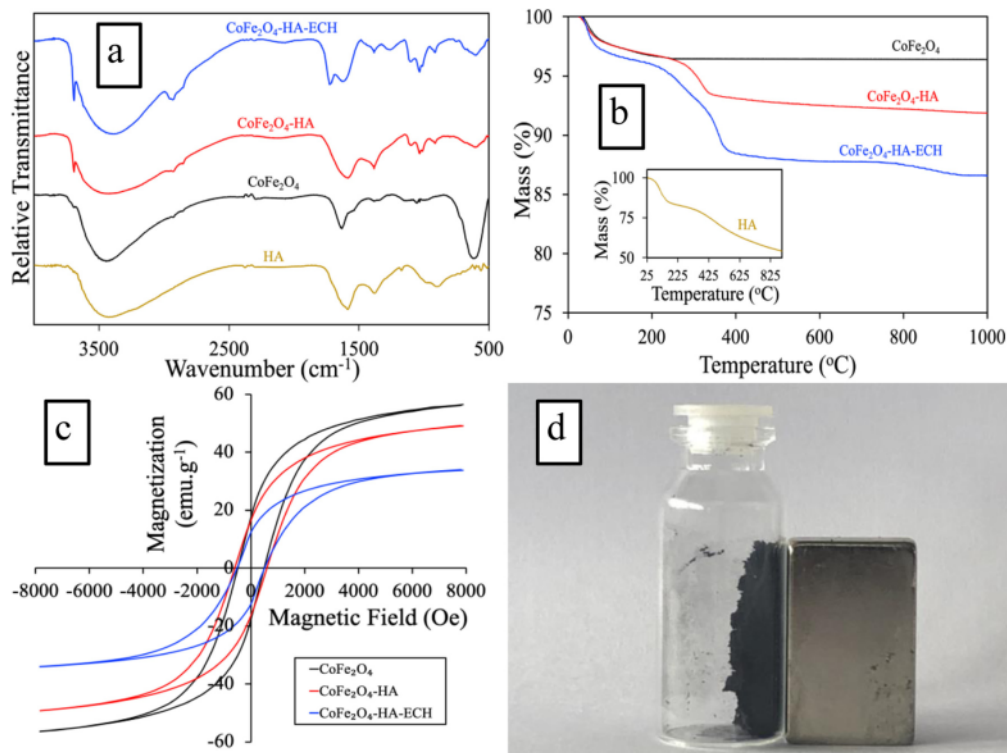 a
Relative Transmittance
CoFe₂O₄-HA-ECH
CoFe₂O₄-HA
CoFe₂O₄
HA
3500 2500 1500 500
Wavenumber (cm⁻¹)
b
Mass (%)
100
96
95
90
85
80
75
CoFe₂O₄
CoFe₂O₄-HA
CoFe₂O₄-HA-ECH
Mass (%)
100
75
50
HA
25 225 425 625 825
Temperature (°C)
0 200 400 600 800 1000
Temperature (°C)
c
Magnetization
(emu.g⁻¹)
60
40
20
0
-20
-40
-60
-8000 -6000 -4000 -2000 0 2000 4000 6000 8000
Magnetic Field (Oe)
CoFe₂O₄
CoFe₂O₄-HA
CoFe₂O₄-HA-ECH
d